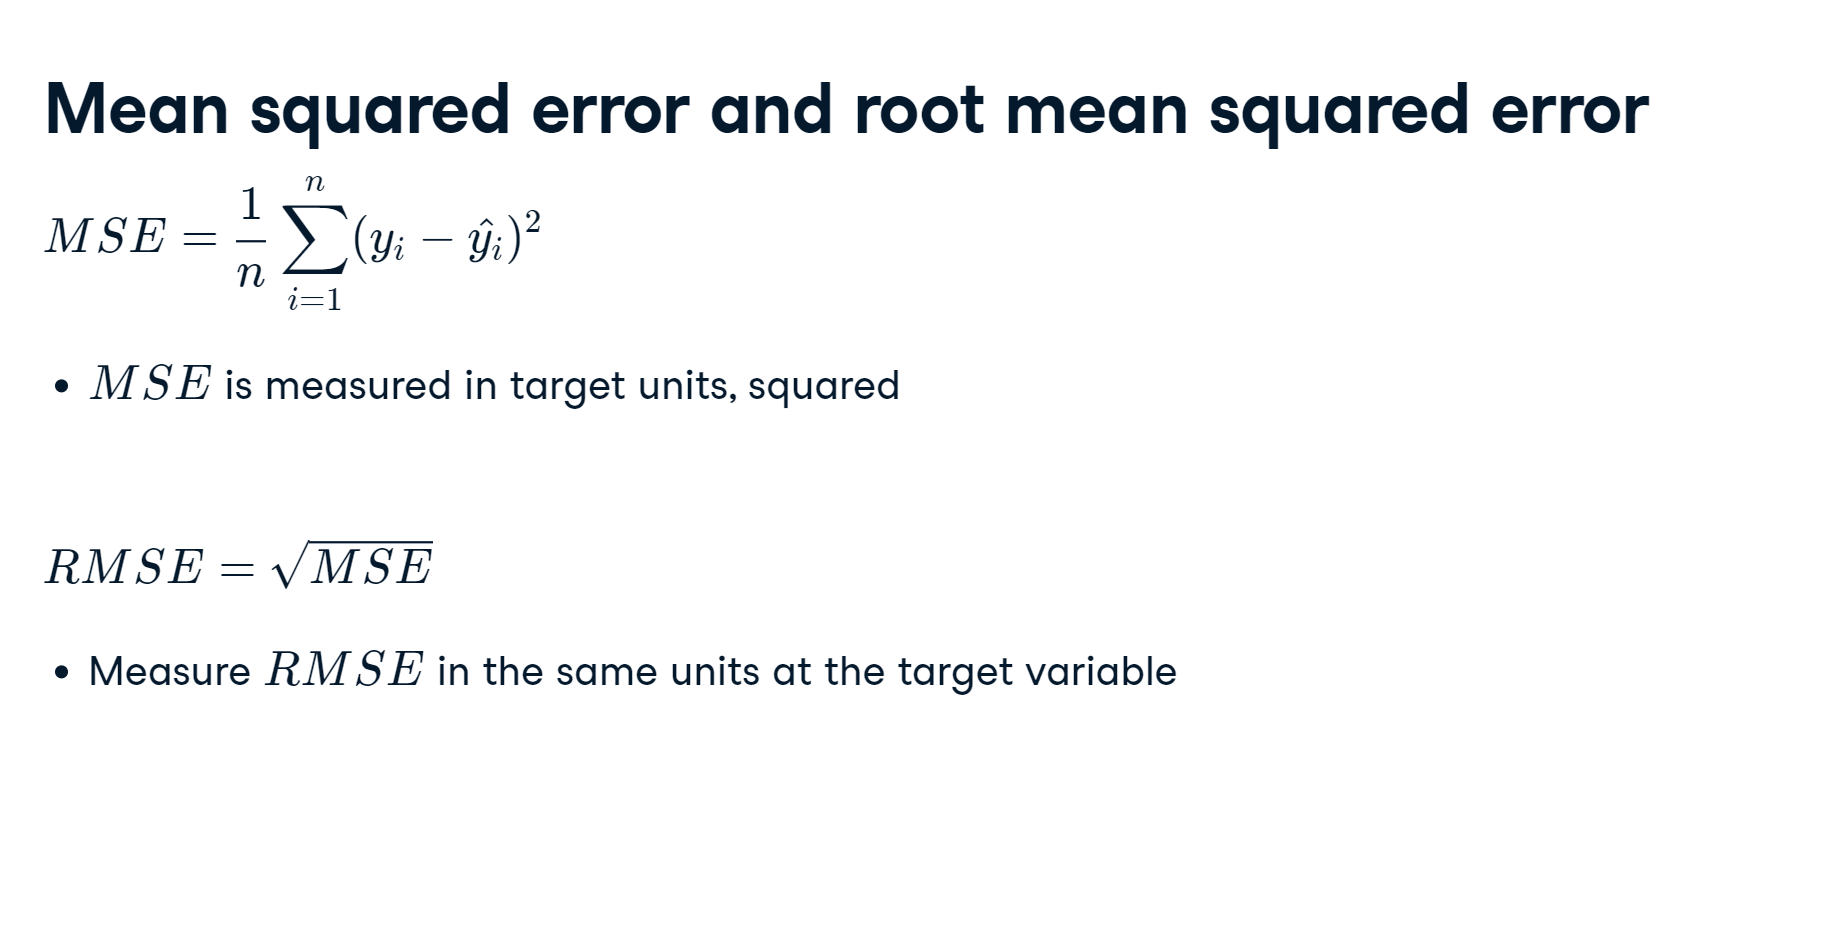 Mean squared error and root mean squared error
$MSE = \frac{1}{n} \sum_{i=1}^{n} (y_i - \hat{y_i})^2$
• $MSE$ is measured in target units, squared
$RMSE = \sqrt{MSE}$
• Measure $RMSE$ in the same units at the target variable